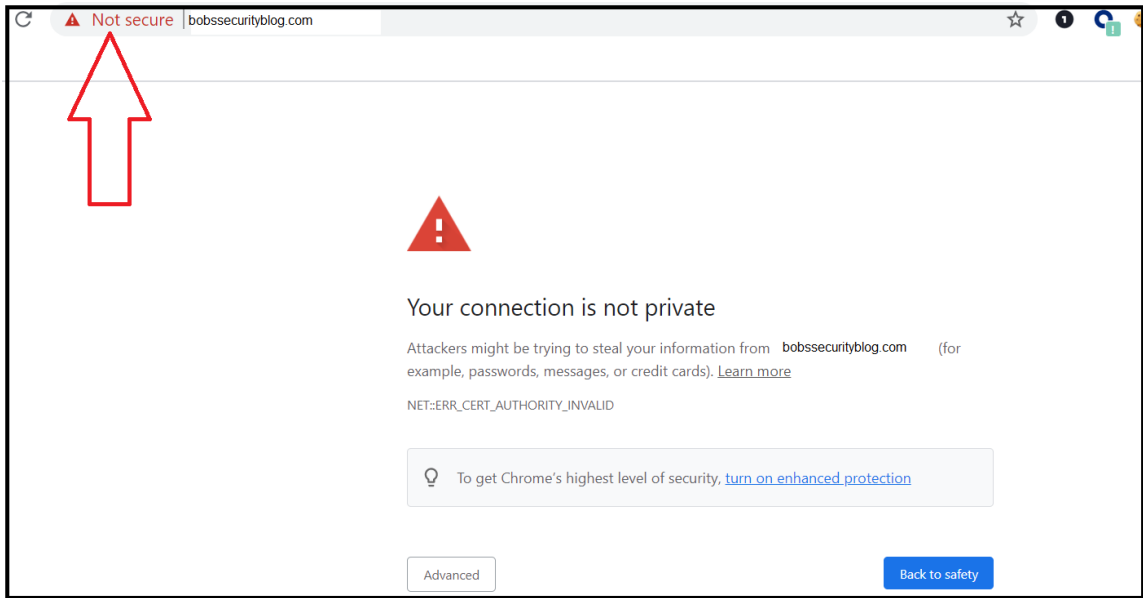 Not secure bobssecurityblog.com
Your connection is not private
Attackers might be trying to steal your information from bobssecurityblog.com (for
example, passwords, messages, or credit cards). Learn more
NET::ERR_CERT_AUTHORITY_INVALID
To get Chrome’s highest level of security, turn on enhanced protection
Advanced Back to safety